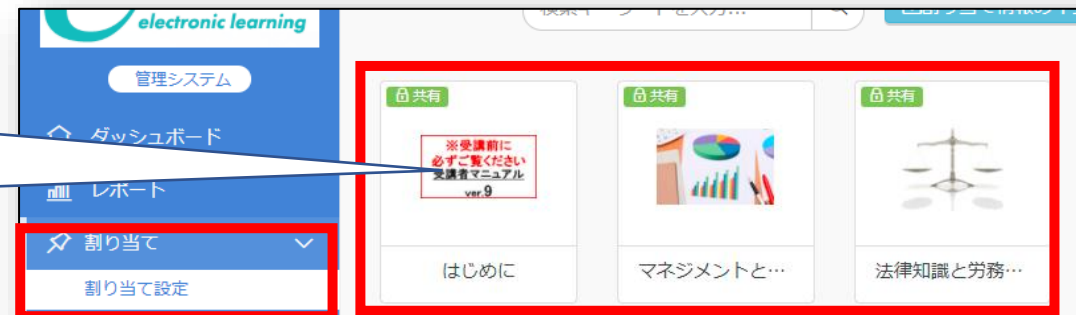 electronic learning
管理システム
ダッシュボード
レポート
割り当て
割り当て設定
共有
※受講前に
必ずご覧ください
受講者マニュアル
ver.9
はじめに
共有
マネジメントと…
共有
法律知識と労務…